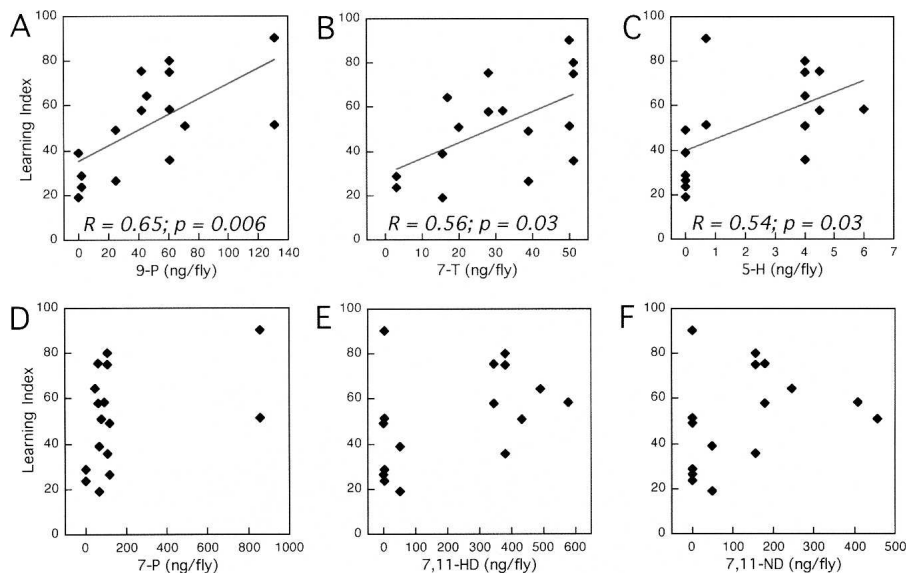 A
B
C
Learning Index
100
80
60
40
20
0
R = 0.65; p = 0.006
0 20 40 60 80 100 120 140
9-P (ng/fly)
100
80
60
40
20
0
R = 0.56; p = 0.03
0 10 20 30 40 50
7-T (ng/fly)
100
80
60
40
20
0
R = 0.54; p = 0.03
0 1 2 3 4 5 6 7
5-H (ng/fly)
D
E
F
Learning Index
100
80
60
40
20
0
0 200 400 600 800 1000
7-P (ng/fly)
100
80
60
40
20
0
0 100 200 300 400 500 600
7,11-HD (ng/fly)
100
80
60
40
20
0
0 100 200 300 400 500
7,11-ND (ng/fly)